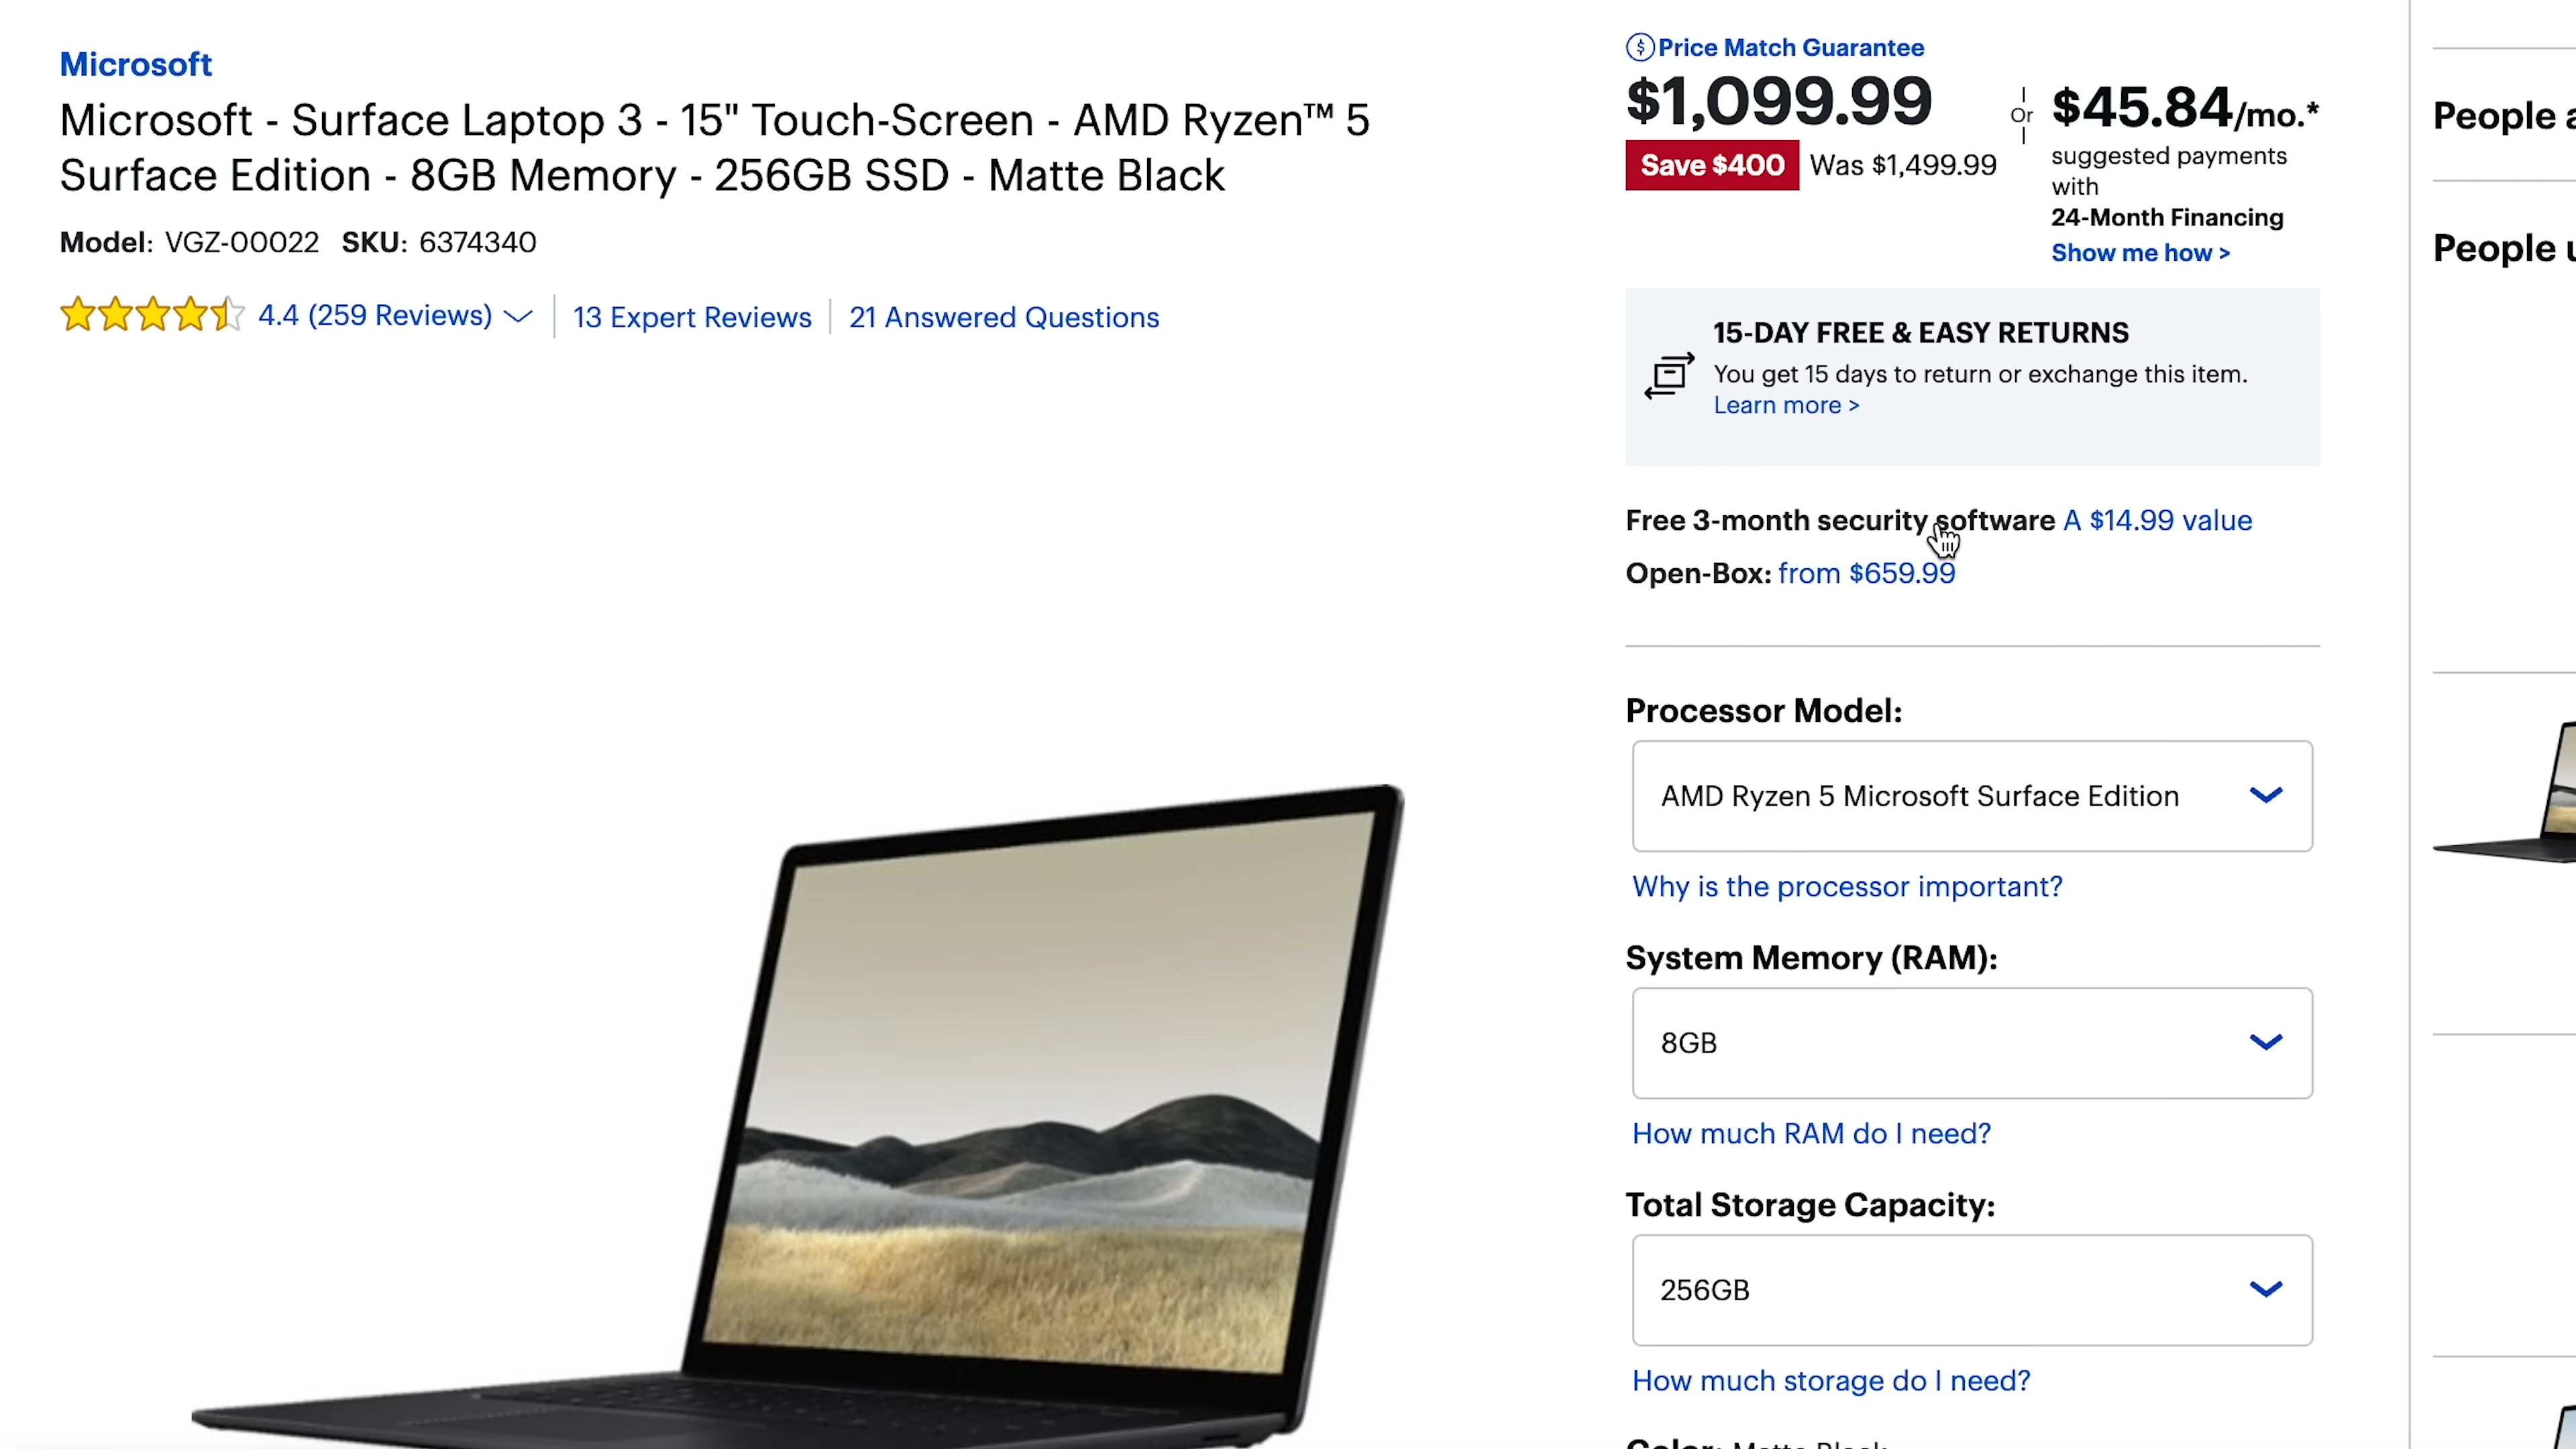 Microsoft
Microsoft - Surface Laptop 3 - 15" Touch-Screen - AMD Ryzen™ 5
Surface Edition - 8GB Memory - 256GB SSD - Matte Black
Model: VGZ-00022 SKU: 6374340
4.4 (259 Reviews)
13 Expert Reviews
21 Answered Questions
Price Match Guarantee
$1,099.99
Save $400 Was $1,499.99
Or
$45.84/mo.*
suggested payments
with
24-Month Financing
Show me how >
15-DAY FREE & EASY RETURNS
You get 15 days to return or exchange this item.
Learn more >
Free 3-month security software A $14.99 value
Open-Box: from $659.99
Processor Model:
AMD Ryzen 5 Microsoft Surface Edition
Why is the processor important?
System Memory (RAM):
8GB
How much RAM do I need?
Total Storage Capacity:
256GB
How much storage do I need?
Color: Matte Black
People
People